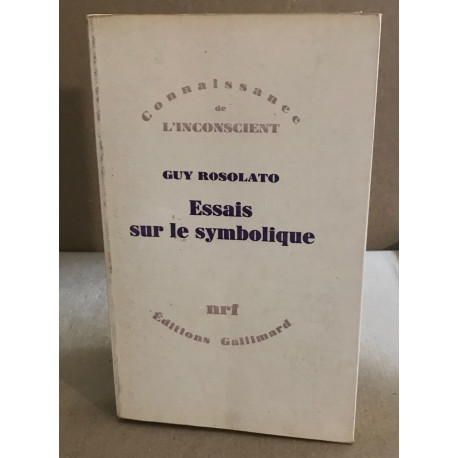 Connaissance
de
L'INCONSCIENT
GUY ROSOLATO
Essais
sur le symbolique
nrf
Éditions Gallimard